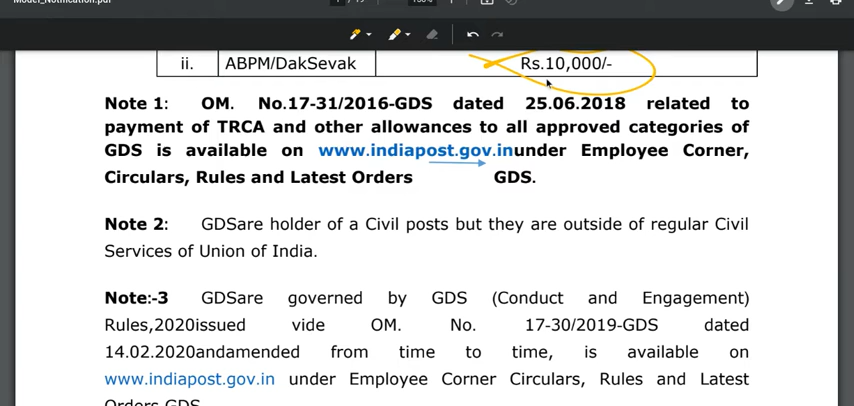 Model_Notification.pdf
ii. ABPM/DakSevak Rs.10,000/-
Note 1: OM. No.17-31/2016-GDS dated 25.06.2018 related to
payment of TRCA and other allowances to all approved categories of
GDS is available on www.indiapost.gov.inunder Employee Corner,
Circulars, Rules and Latest Orders GDS.
Note 2: GDSare holder of a Civil posts but they are outside of regular Civil
Services of Union of India.
Note:-3 GDSare governed by GDS (Conduct and Engagement)
Rules,2020issued vide OM. No. 17-30/2019-GDS dated
14.02.2020andamended from time to time, is available on
www.indiapost.gov.in under Employee Corner Circulars, Rules and Latest
Orders GDS